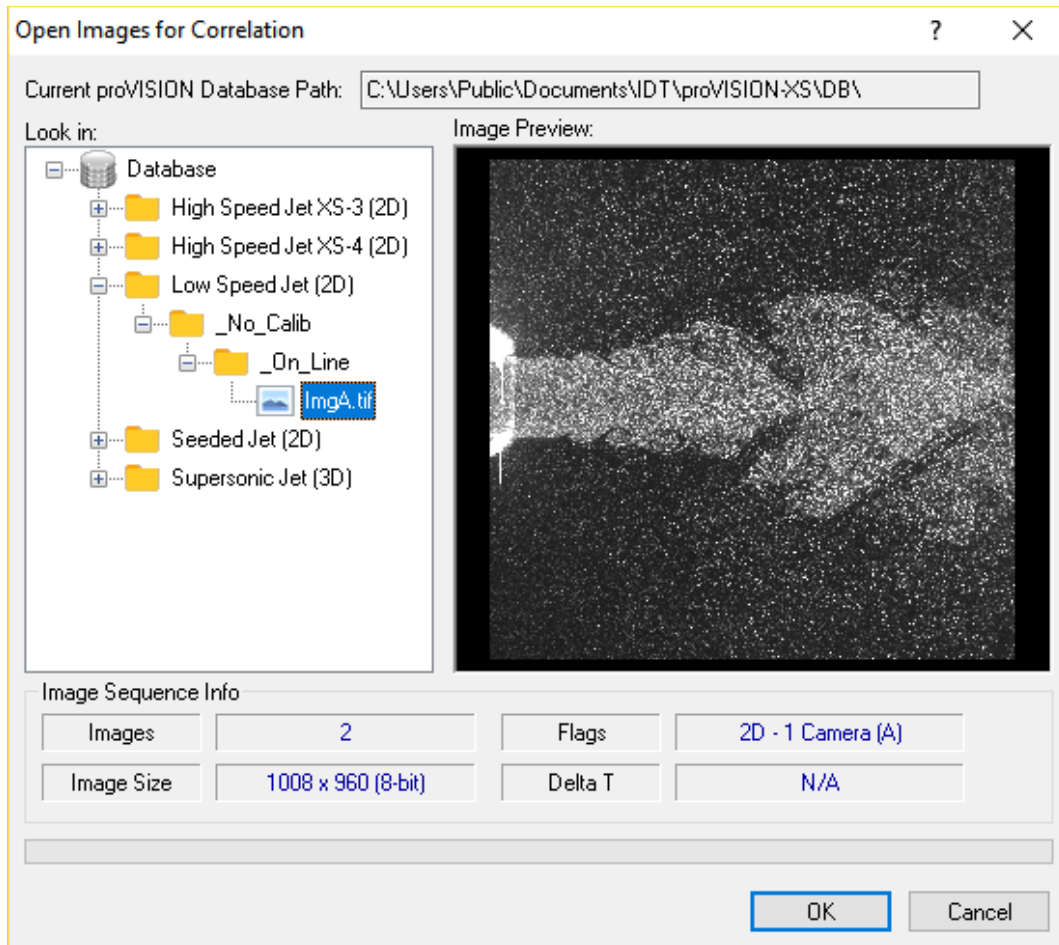 Open Images for Correlation
?
Current proVISION Database Path: C:\Users\Public\Documents\IDT\proVISION-XS\DB\
Look in:
Image Preview:
Database
High Speed Jet XS-3 (2D)
High Speed Jet XS-4 (2D)
Low Speed Jet (2D)
_No_Calib
_On_Line
ImgA.tif
Seeded Jet (2D)
Supersonic Jet (3D)
Image Sequence Info
Images 2 Flags 2D - 1 Camera (A)
Image Size 1008 x 960 (8-bit) Delta T N/A
OK Cancel